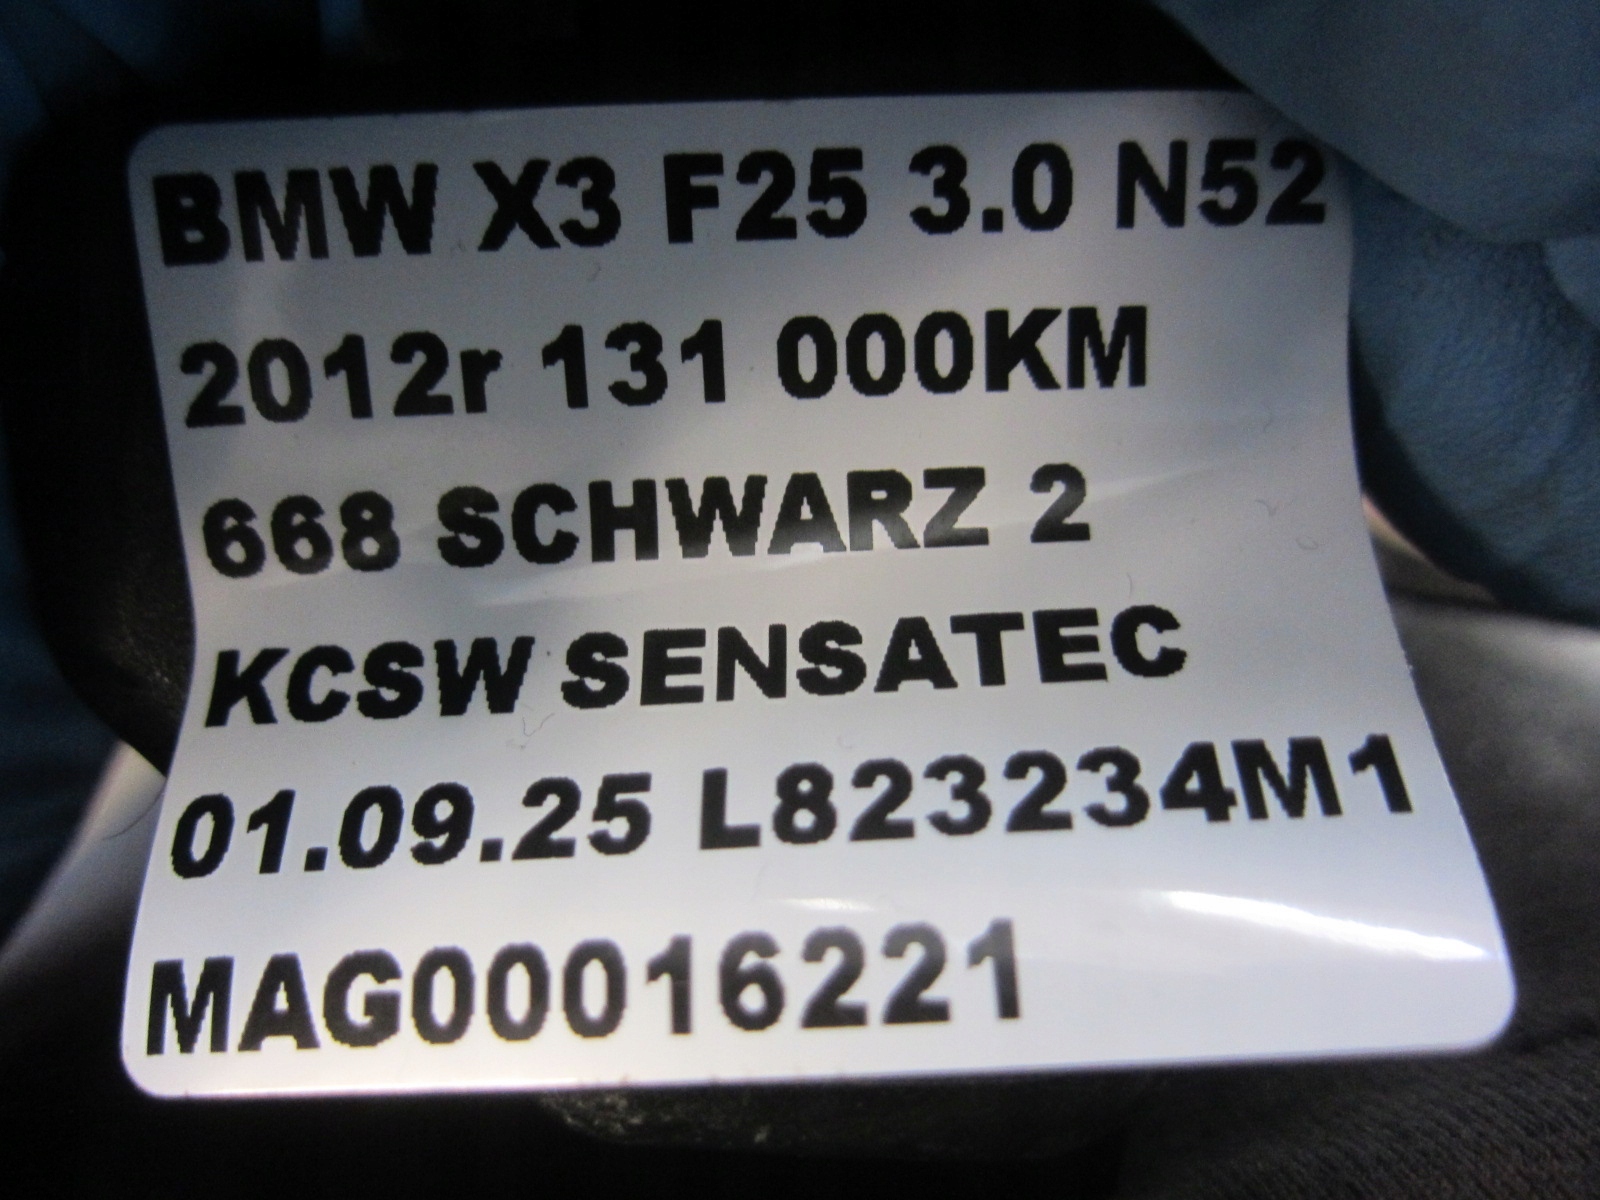 BMW X3 F25 3.0 N52
2012r 131 000KM
668 SCHWARZ 2
KCSW SENSATEC
01.09.25 L823234M1
MAG00016221